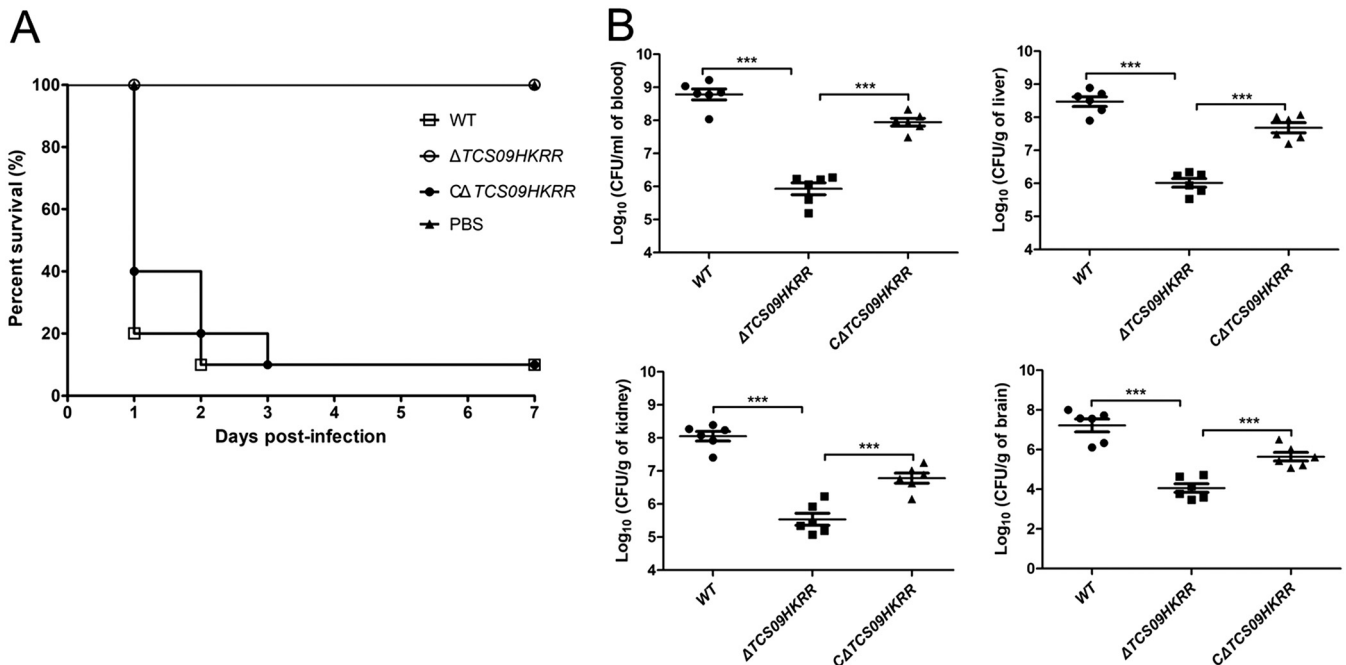 A
Percent survival (%)
100
80
60
40
20
0
0 1 2 3 4 5 6 7
Days post-infection
WT
ΔTCS09HKRR
CΔTCS09HKRR
PBS
B
Log10 (CFU/ml of blood)
10
9
8
7
6
5
4
***
***
WT
ΔTCS09HKRR
CΔTCS09HKRR
Log10 (CFU/g of liver)
10
9
8
7
6
5
4
***
***
WT
ΔTCS09HKRR
CΔTCS09HKRR
Log10 (CFU/g of kidney)
10
9
8
7
6
5
4
***
***
WT
ΔTCS09HKRR
CΔTCS09HKRR
Log10 (CFU/g of brain)
10
8
6
4
2
0
***
***
WT
ΔTCS09HKRR
CΔTCS09HKRR